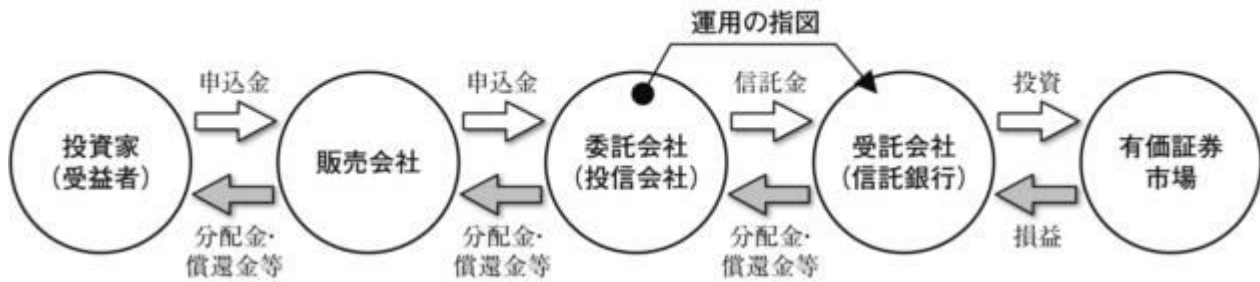 運用の指図
申込金
申込金
信託金
投資
投資家
（受益者）
販売会社
委託会社
（投信会社）
受託会社
（信託銀行）
有価証券
市場
分配金・
償還金等
分配金・
償還金等
分配金・
償還金等
損益